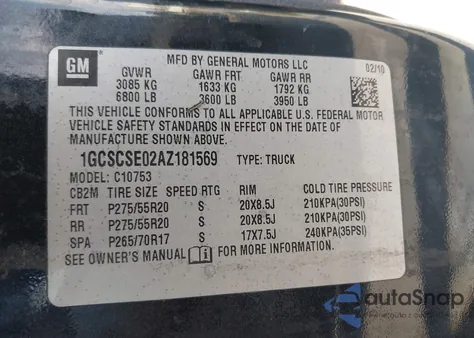 MFD BY GENERAL MOTORS LLC
GM
02/10
GVWR GAWR FRT GAWR RR
3085 KG 1633 KG 1792 KG
6800 LB 3600 LB 3950 LB
THIS VEHICLE CONFORMS TO ALL APPLICABLE U.S. FEDERAL MOTOR
VEHICLE SAFETY STANDARDS IN EFFECT ON THE DATE OF
MANUFACTURE SHOWN ABOVE.
1GCSCSE02AZ181569 TYPE: TRUCK
MODEL: C10753
CB2M TIRE SIZE SPEED RTG RIM COLD TIRE PRESSURE
FRT P275/55R20 S 20X8.5J 210KPA(30PSI)
RR P275/55R20 S 20X8.5J 210KPA(30PSI)
SPA P265/70R17 S 17X7.5J 240KPA(35PSI)
SEE OWNER'S MANUAL FOR MORE INFORMATION.
autoSnap